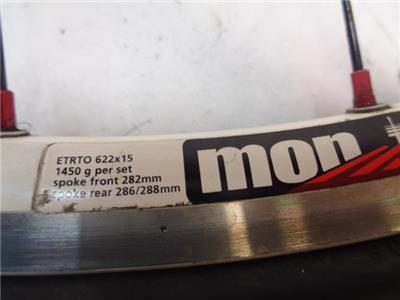 ETRTO 622x15
1450 g per set
spoke front 282mm
spoke rear 286/288mm
mon